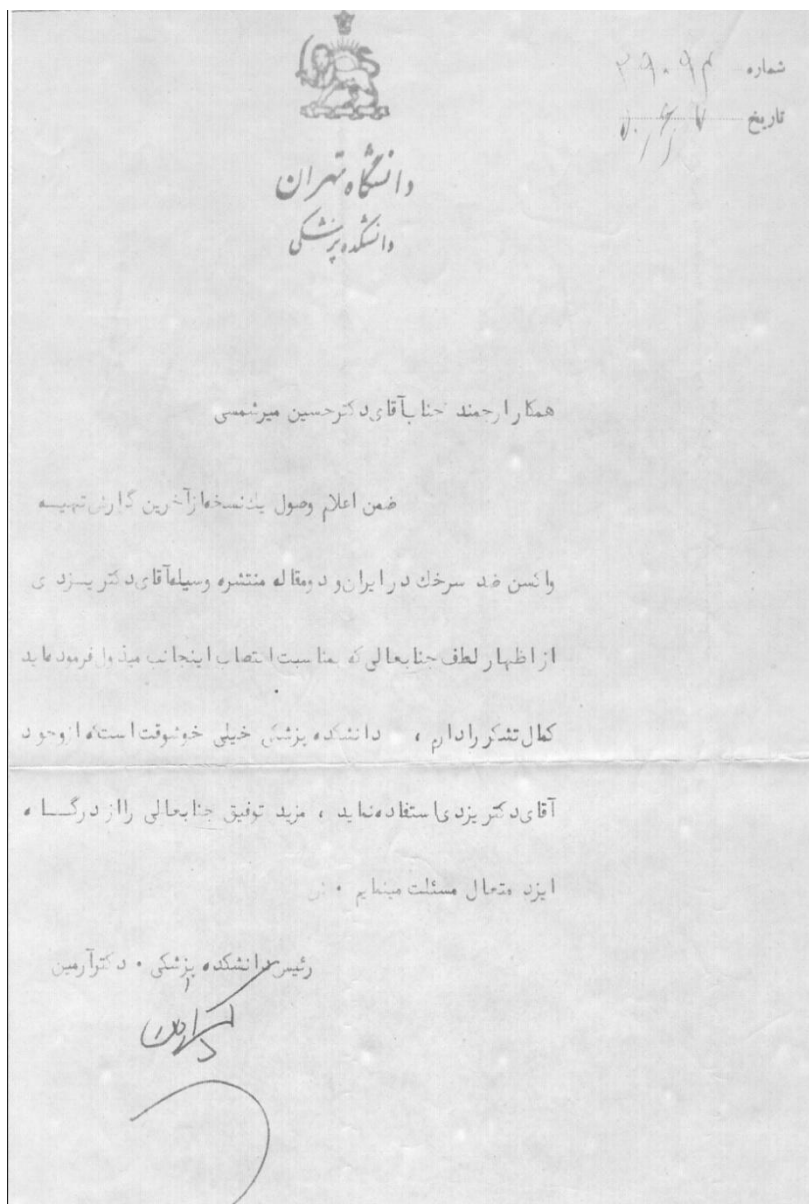 شماره ۳۹۰۹۴
تاریخ
دانشگاه تهران
دانشکده پزشکی
همکار ارجمند جناب آقای دکتر حسین میرشمسی
ضمن اعلام وصول یک نسخه از آخرین گزارش تهیه
واکسن ضد سرخک در ایران و دو مقاله منتشره وسیله آقای دکتر یزدی
از اظهار لطف جنابعالی که بمناسبت انتصاب اینجانب مبذول فرموده‌اید
کمال تشکر را دارم ، دانشکده پزشکی خیلی خوشوقت است که از وجود
آقای دکتر یزدی استفاده نماید ، مزید توفیق جنابعالی را از درگاه
ایزد متعال مسئلت مینمایم .
رئیس دانشکده پزشکی . دکتر آرمین